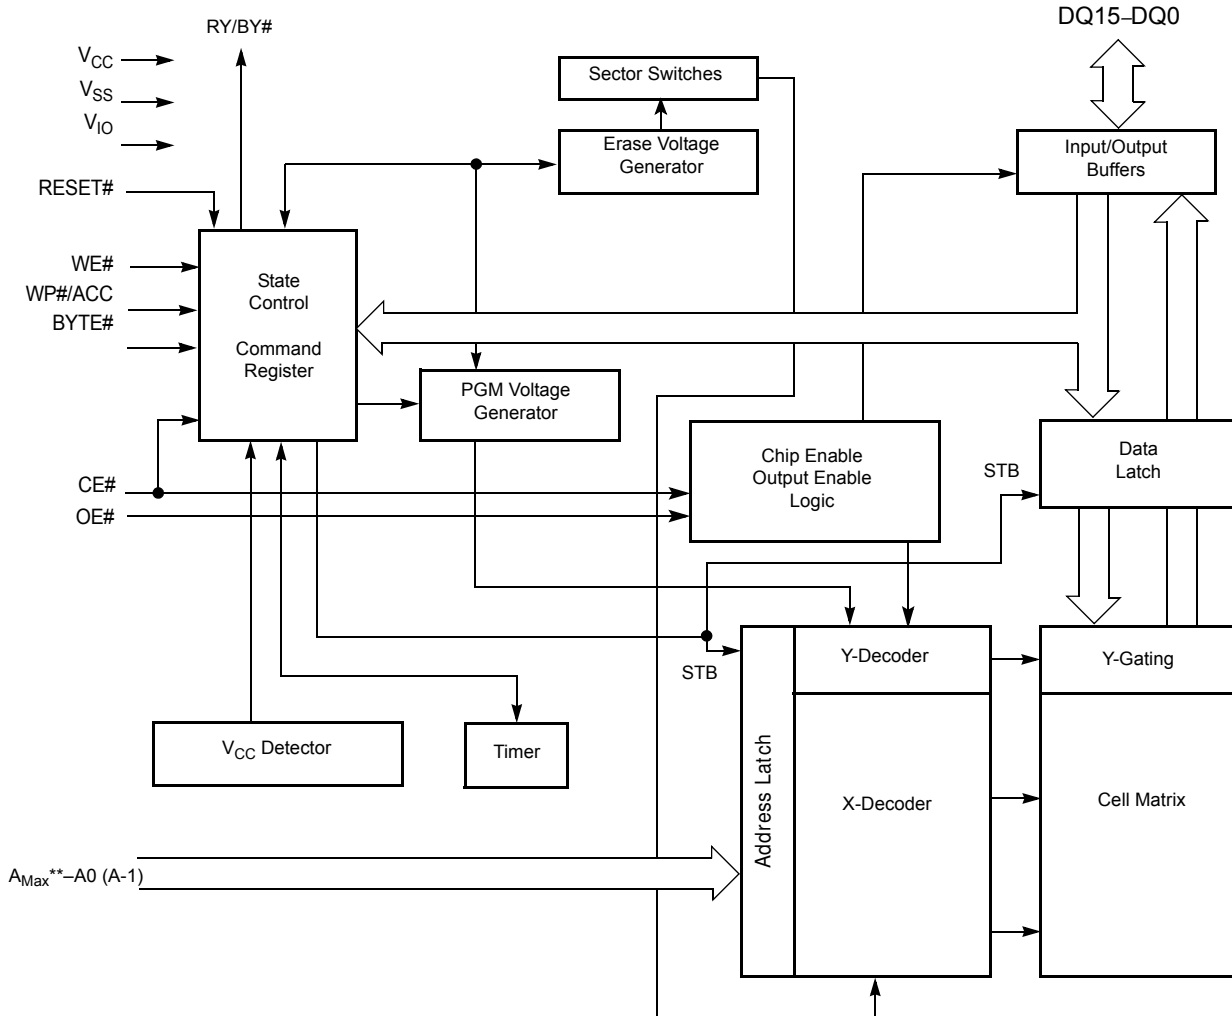 RY/BY#
DQ15–DQ0
VCC
VSS
VIO
Sector Switches
Erase Voltage
Generator
Input/Output
Buffers
RESET#
WE#
WP#/ACC
BYTE#
State
Control
Command
Register
PGM Voltage
Generator
CE#
OE#
Chip Enable
Output Enable
Logic
STB
Data
Latch
STB
Y-Decoder
Y-Gating
VCC Detector
Timer
Address Latch
X-Decoder
Cell Matrix
AMax**–A0 (A-1)